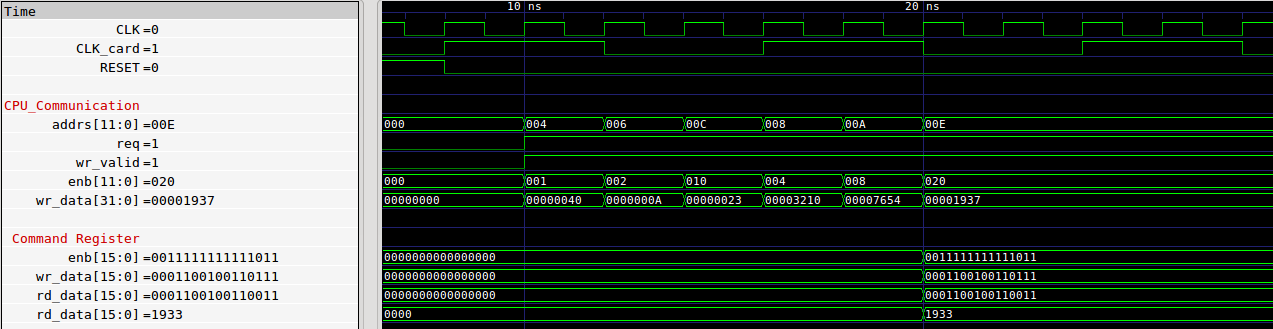 Time 10 ns 20 ns
CLK=0
CLK_card=1
RESET=0
CPU_Communication
addrs[11:0]=00E 000 004 006 00C 008 00A 00E
req=1
wr_valid=1
enb[11:0]=020 000 001 002 010 004 008 020
wr_data[31:0]=00001937 00000000 00000040 0000000A 00000023 00003210 00007654 00001937
Command Register
enb[15:0]=0011111111111011 0000000000000000 0011111111111011
wr_data[15:0]=0001100100110111 0000000000000000 0001100100110111
rd_data[15:0]=0001100100110011 0000000000000000 0001100100110011
rd_data[15:0]=1933 0000 1933